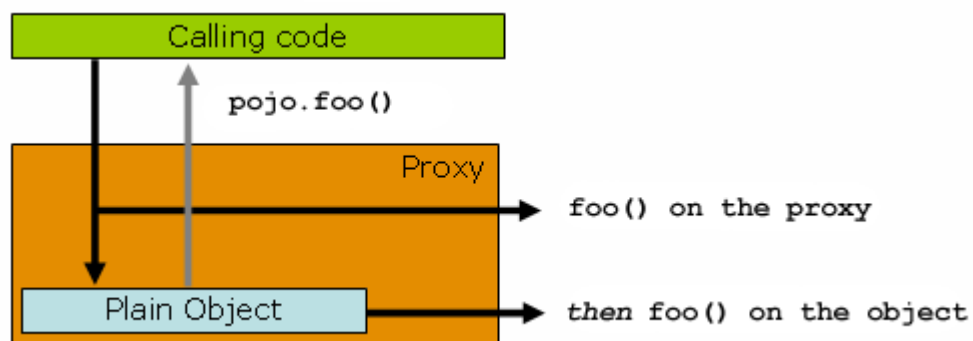 Calling code
pojo.foo()
Proxy
foo() on the proxy
Plain Object
then foo() on the object